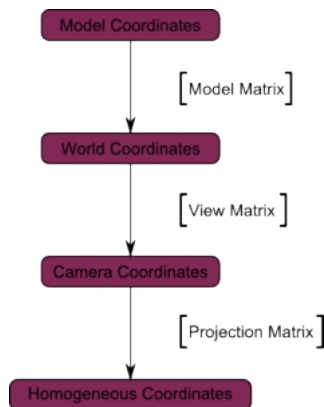 Model Coordinates
[Model Matrix]
World Coordinates
[View Matrix]
Camera Coordinates
[Projection Matrix]
Homogeneous Coordinates